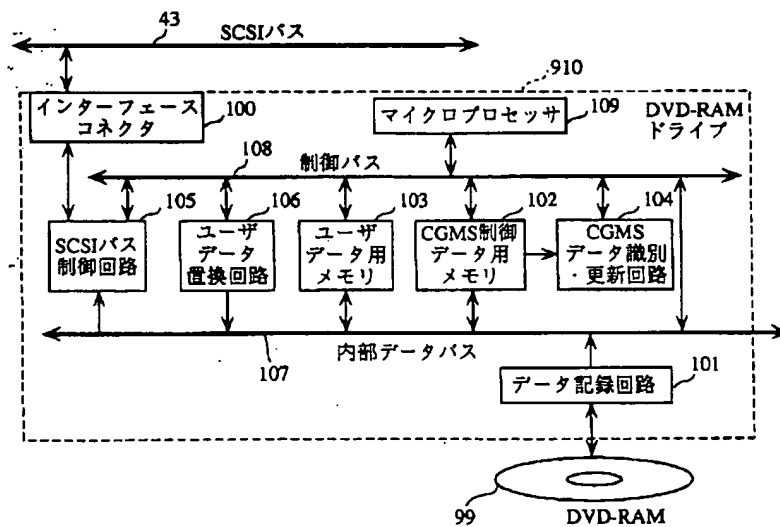 43
SCSIバス
910
インターフェース
コネクタ
100
マイクロプロセッサ
109
DVD-RAM
ドライブ
108
制御バス
105
106
103
102
104
SCSIバス
制御回路
ユーザ
データ
置換回路
ユーザ
データ用
メモリ
CGMS制御
データ用
メモリ
CGMS
データ識別
・更新回路
107
内部データバス
データ記録回路
101
99
DVD-RAM